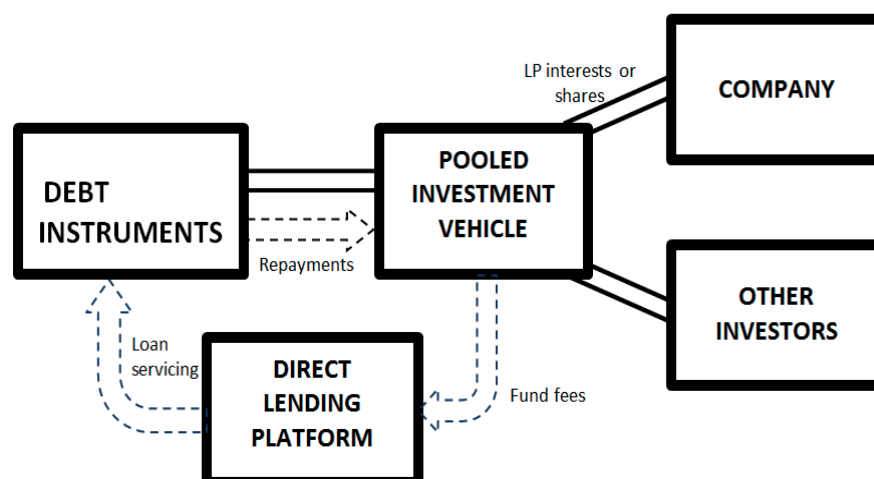 LP interests or
shares
COMPANY
DEBT
INSTRUMENTS
POOLED
INVESTMENT
VEHICLE
Repayments
OTHER
INVESTORS
Loan
servicing
DIRECT
LENDING
PLATFORM
Fund fees